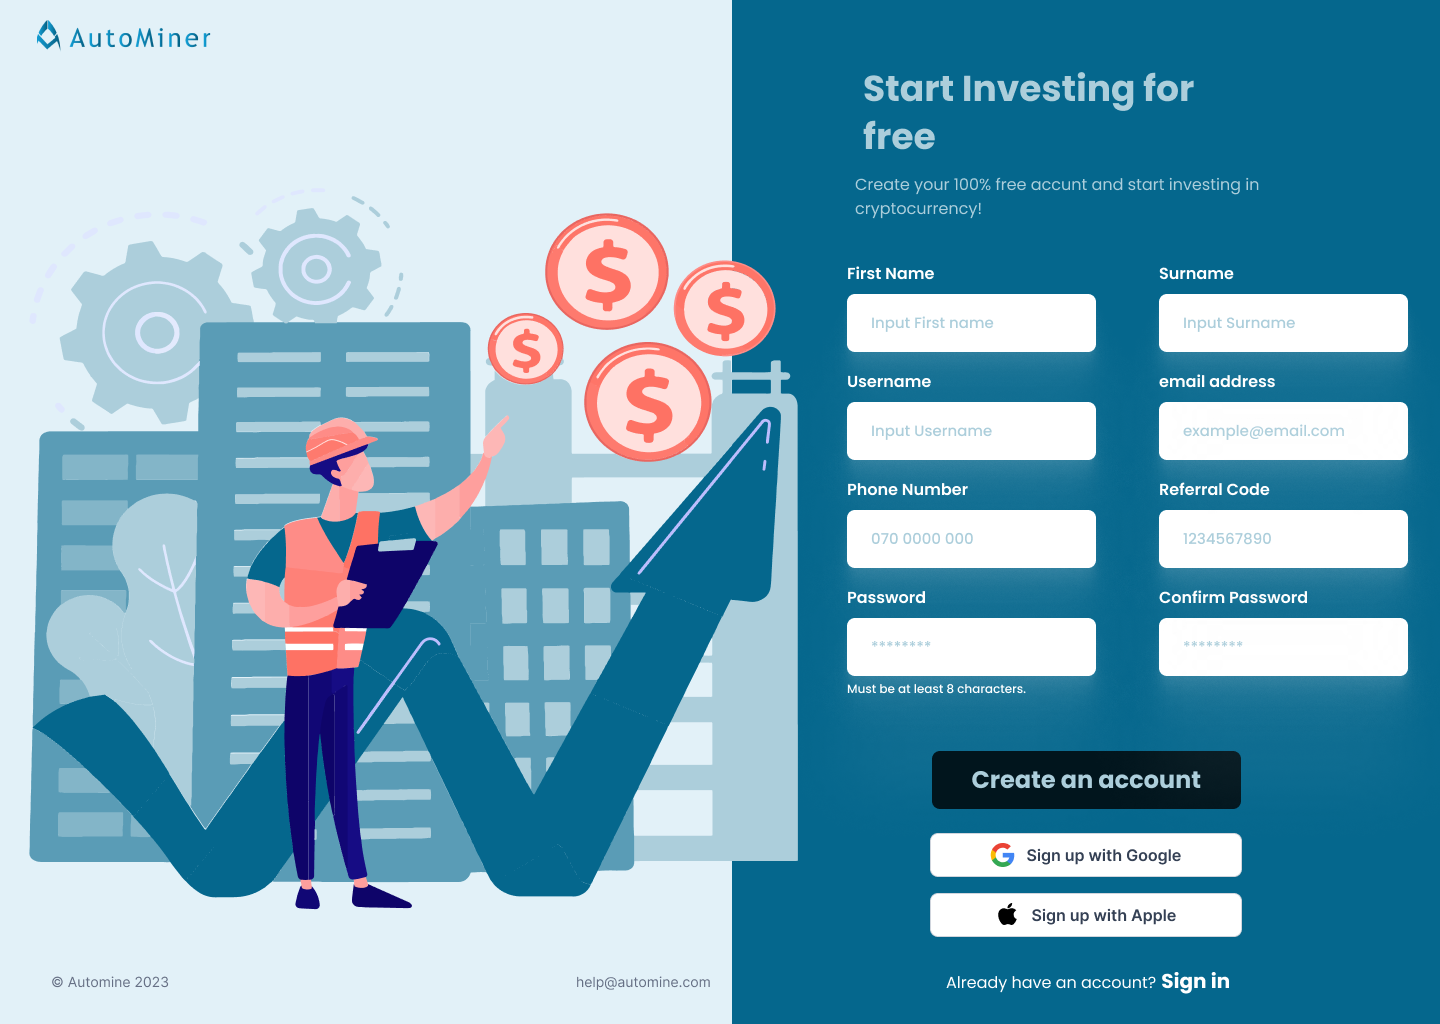 AutoMiner
Start Investing for
free
Create your 100% free accunt and start investing in
cryptocurrency!
First Name
Surname
Input First name
Input Surname
Username
email address
Input Username
example@email.com
Phone Number
Referral Code
070 0000 000
1234567890
Password
Confirm Password
********
********
Must be at least 8 characters.
Create an account
Sign up with Google
Sign up with Apple
Already have an account? Sign in
© Automine 2023
help@automine.com
$
$
$
$